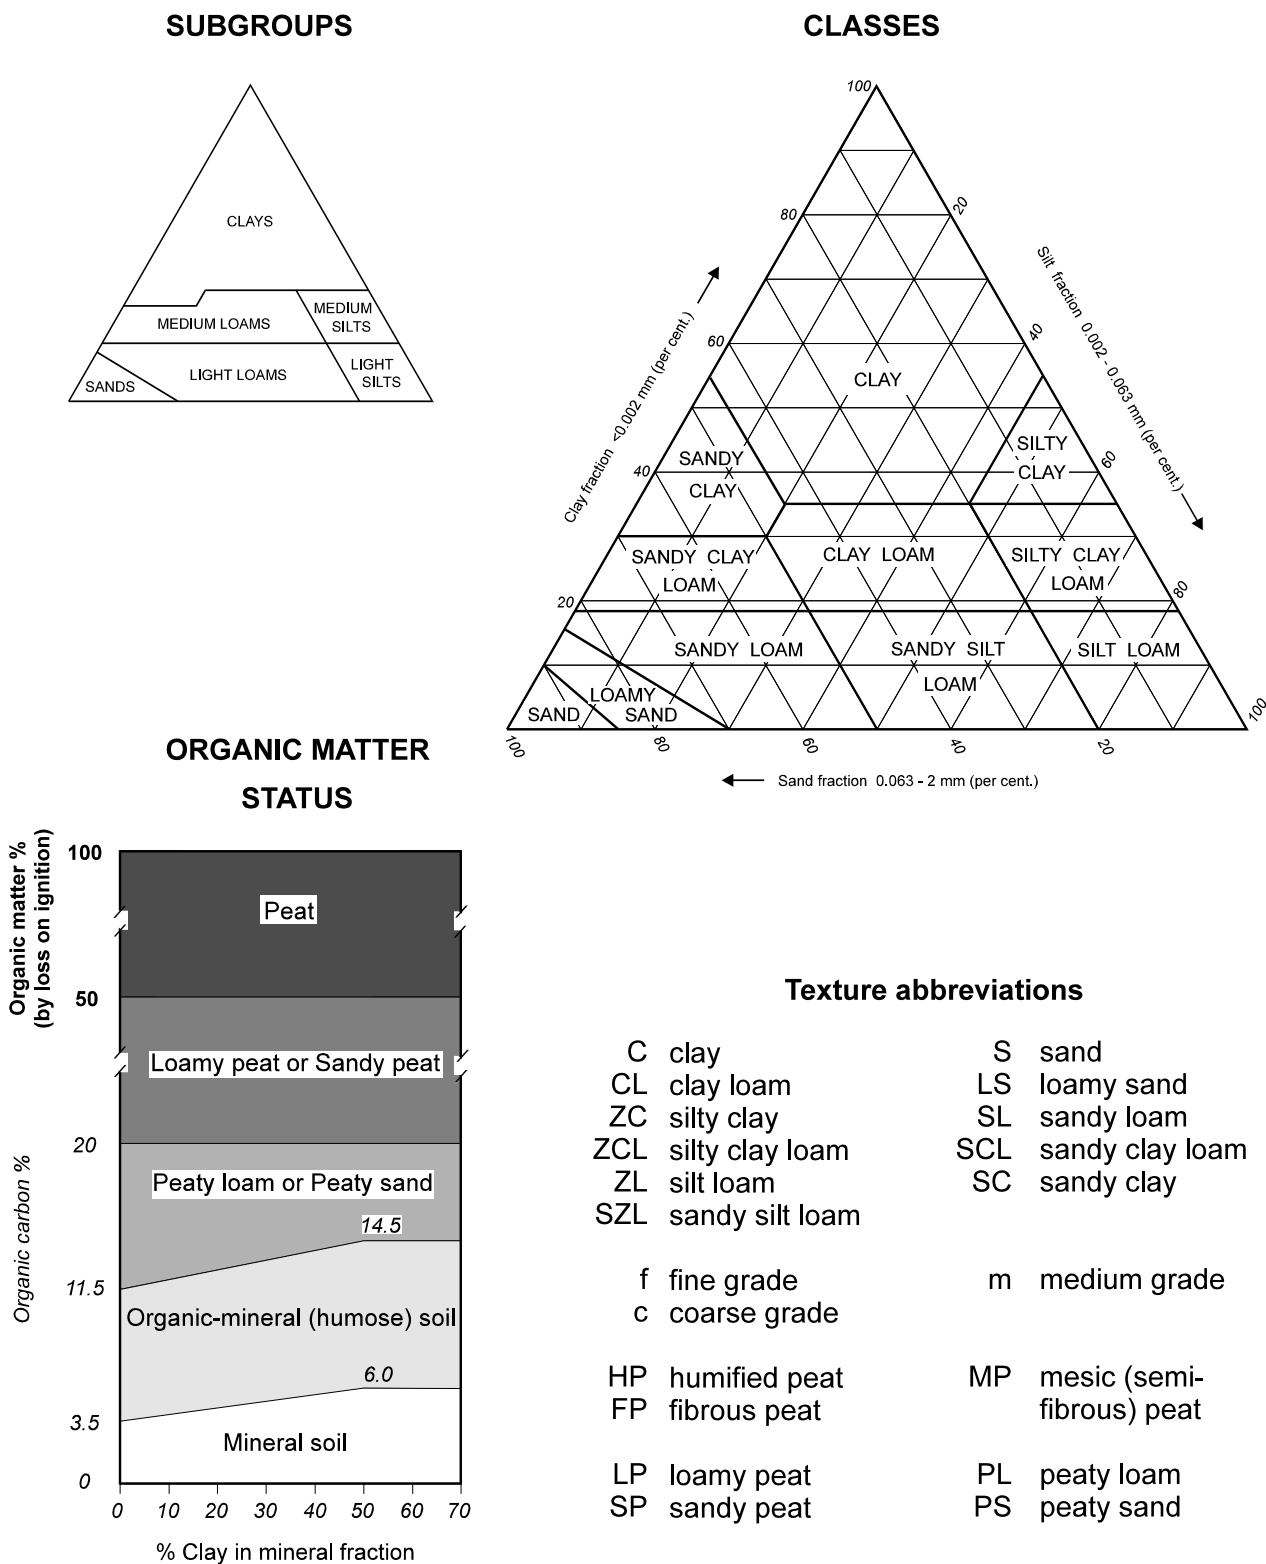 SUBGROUPS
CLAYS
MEDIUM LOAMS
MEDIUM
SILTS
SANDS
LIGHT LOAMS
LIGHT
SILTS
CLASSES
100
80
60
40
20
20
40
60
80
100
100
80
60
40
20
Clay fraction <0.002 mm (per cent.)
Silt fraction 0.002 - 0.063 mm (per cent.)
Sand fraction 0.063 - 2 mm (per cent.)
CLAY
SANDY
CLAY
SILTY
CLAY
SANDY CLAY
LOAM
CLAY LOAM
SILTY CLAY
LOAM
SANDY LOAM
SANDY SILT
LOAM
SILT LOAM
LOAMY
SAND
SAND
ORGANIC MATTER
STATUS
Organic matter %
(by loss on ignition)
Organic carbon %
100
50
20
11.5
3.5
0
Peat
Loamy peat or Sandy peat
Peaty loam or Peaty sand
14.5
Organic-mineral (humose) soil
6.0
Mineral soil
0 10 20 30 40 50 60 70
% Clay in mineral fraction
Texture abbreviations
C clay
CL clay loam
ZC silty clay
ZCL silty clay loam
ZL silt loam
SZL sandy silt loam
S sand
LS loamy sand
SL sandy loam
SCL sandy clay loam
SC sandy clay
f fine grade
c coarse grade
m medium grade
HP humified peat
FP fibrous peat
MP mesic (semi-
fibrous) peat
LP loamy peat
SP sandy peat
PL peaty loam
PS peaty sand